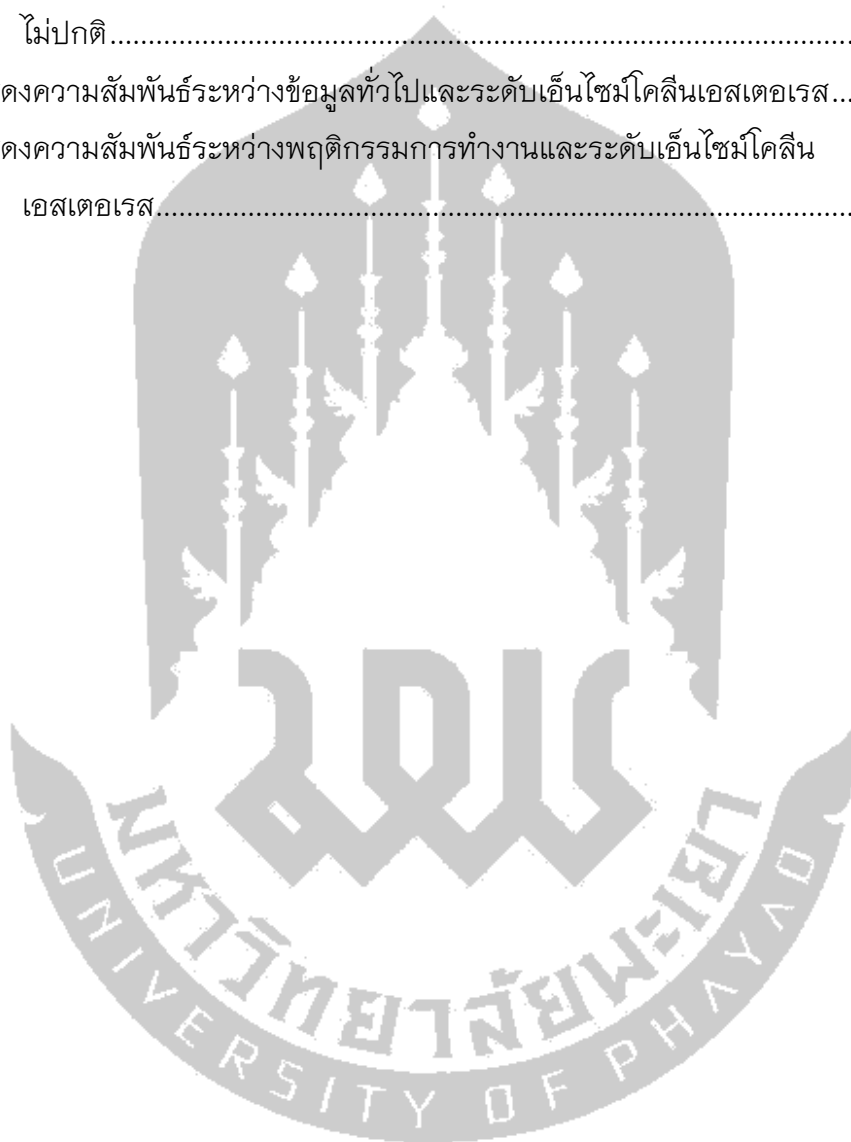 ไม่ปกติ.......................................................................................................
ดงความสัมพันธ์ระหว่างข้อมูลทั่วไปและระดับเอ็นไซม์โคลีนเอสเตอเรส...
ดงความสัมพันธ์ระหว่างพฤติกรรมการทำงานและระดับเอ็นไซม์โคลีน
เอสเตอเรส................................................................................................
มหาวิทยาลัยพะเยา
UNIVERSITY OF PHAYAO